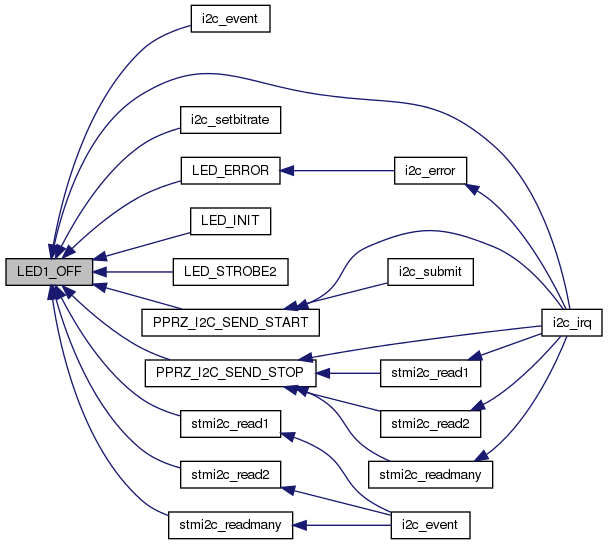 i2c_event
i2c_setbitrate
LED_ERROR
i2c_error
LED_INIT
LED1_OFF
LED_STROBE2
i2c_submit
PPRZ_I2C_SEND_START
i2c_irq
PPRZ_I2C_SEND_STOP
stmi2c_read1
stmi2c_read1
stmi2c_read2
stmi2c_read2
stmi2c_readmany
stmi2c_readmany
i2c_event